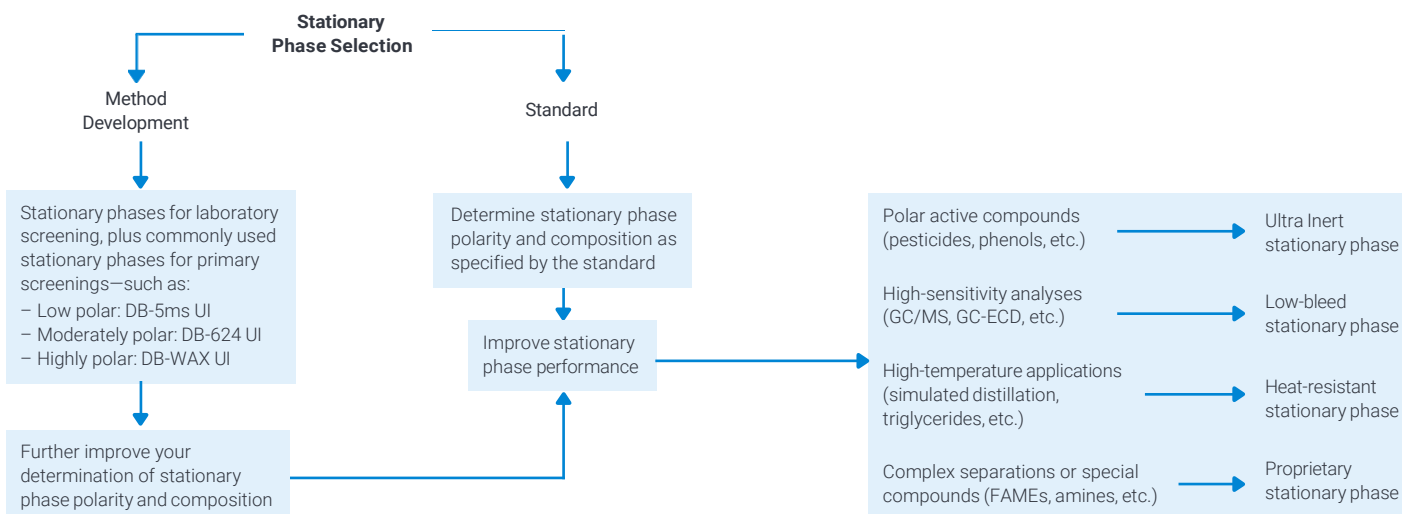 Stationary
Phase Selection
Method
Development
Stationary phases for laboratory
screening, plus commonly used
stationary phases for primary
screenings—such as:
– Low polar: DB-5ms UI
– Moderately polar: DB-624 UI
– Highly polar: DB-WAX UI
Further improve your
determination of stationary
phase polarity and composition
Standard
Determine stationary phase
polarity and composition as
specified by the standard
Improve stationary
phase performance
Polar active compounds
(pesticides, phenols, etc.)
Ultra Inert
stationary phase
High-sensitivity analyses
(GC/MS, GC-ECD, etc.)
Low-bleed
stationary phase
High-temperature applications
(simulated distillation,
triglycerides, etc.)
Heat-resistant
stationary phase
Complex separations or special
compounds (FAMEs, amines, etc.)
Proprietary
stationary phase